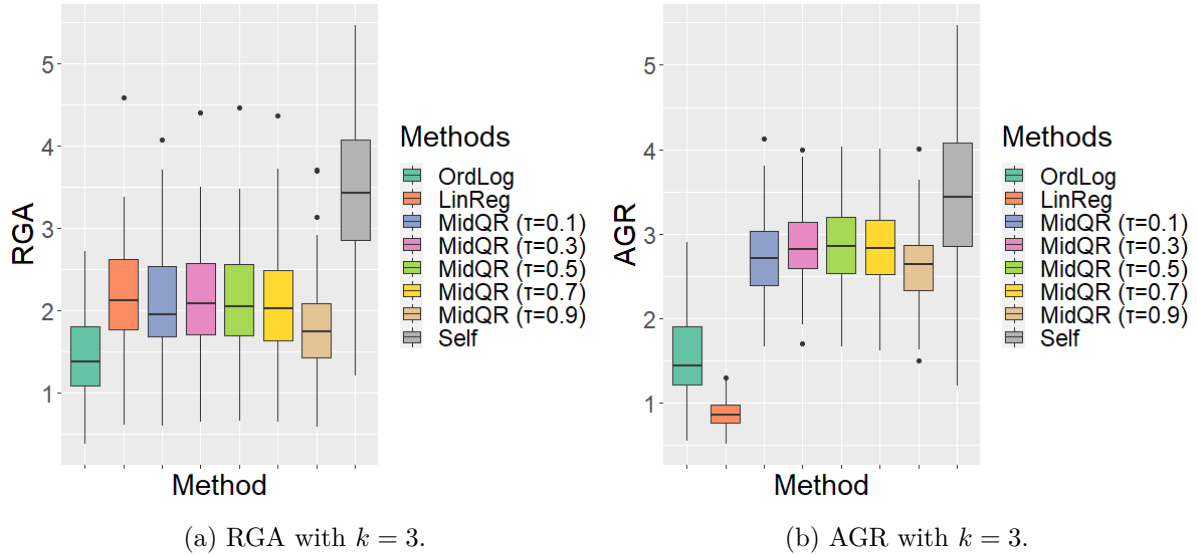 RGA
5
4
3
2
1
Method
Methods
OrdLog
LinReg
MidQR (τ=0.1)
MidQR (τ=0.3)
MidQR (τ=0.5)
MidQR (τ=0.7)
MidQR (τ=0.9)
Self
(a) RGA with k = 3.
AGR
5
4
3
2
1
Method
Methods
OrdLog
LinReg
MidQR (τ=0.1)
MidQR (τ=0.3)
MidQR (τ=0.5)
MidQR (τ=0.7)
MidQR (τ=0.9)
Self
(b) AGR with k = 3.